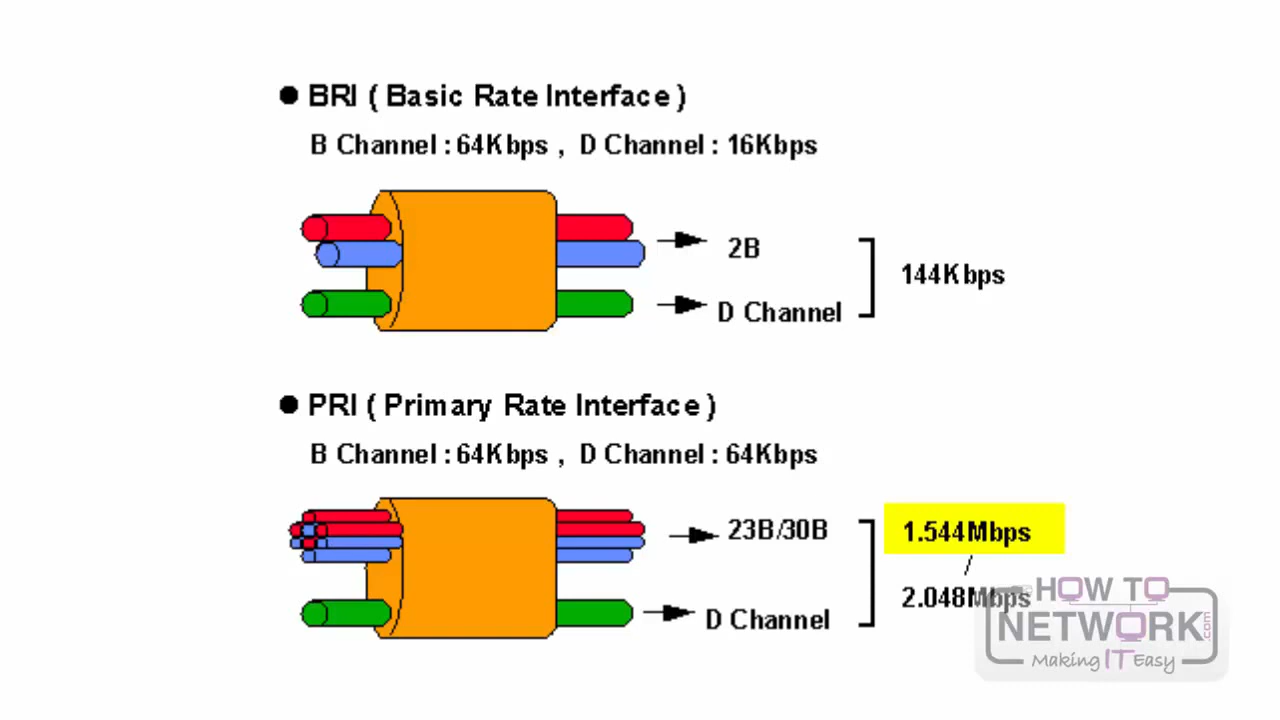 ● BRI ( Basic Rate Interface )
B Channel : 64Kbps , D Channel : 16Kbps
2B
144Kbps
D Channel
● PRI ( Primary Rate Interface )
B Channel : 64Kbps , D Channel : 64Kbps
23B/30B
1.544Mbps
/
2.048Mbps
D Channel
HOW TO
NETWORK.com
Making IT Easy